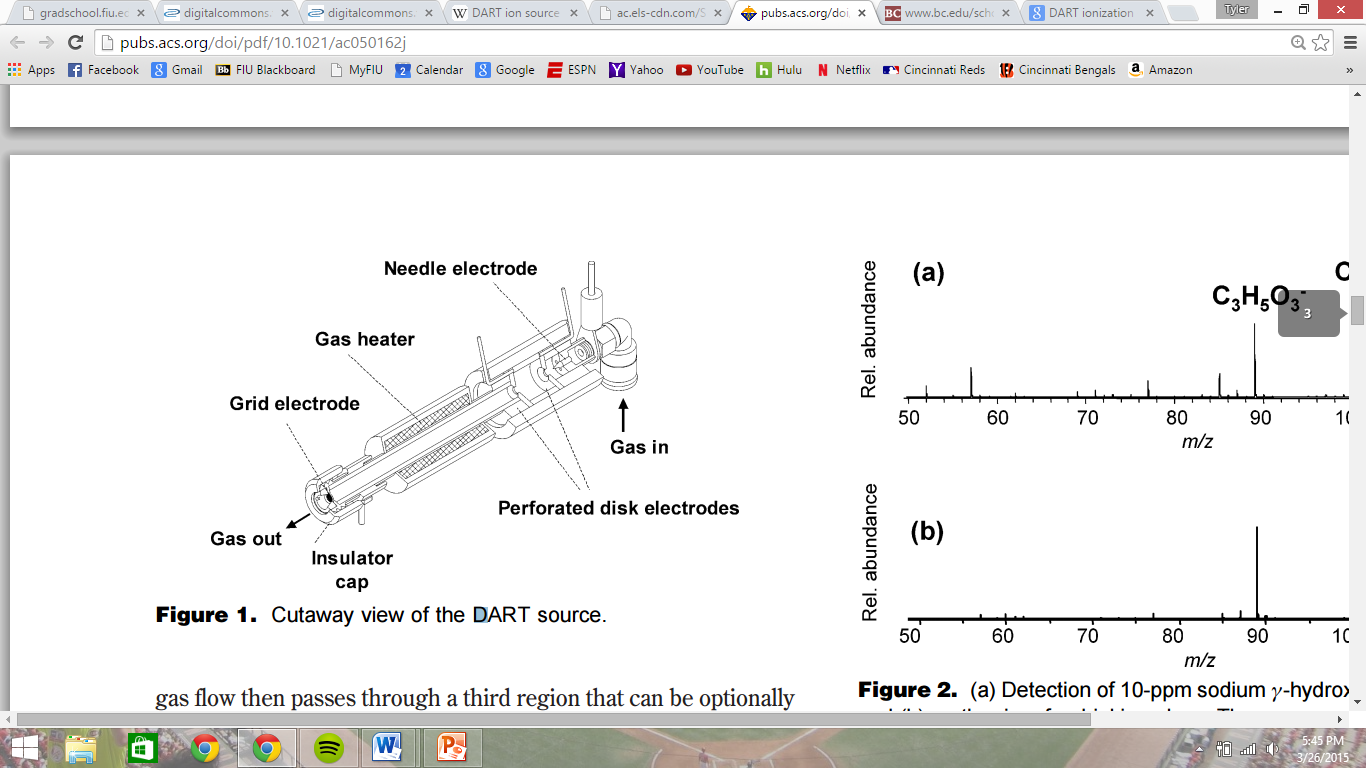 gradschool.fiu.e
digitalcommons.
digitalcommons.
DART ion source
ac.els-cdn.com/S
pubs.acs.org/doi
www.bc.edu/scho
DART ionization
Tyler
pubs.acs.org/doi/pdf/10.1021/ac050162j
Apps Facebook Gmail FIU Blackboard MyFIU Calendar Google ESPN Yahoo YouTube Hulu Netflix Cincinnati Reds Cincinnati Bengals Amazon »
Needle electrode
Gas heater
Grid electrode
Gas in
Perforated disk electrodes
Gas out
Insulator
cap
Figure 1. Cutaway view of the DART source.
gas flow then passes through a third region that can be optionally
(a)
C₃H₅O₃⁻
C
3
Rel. abundance
50 60 70 80 90 10
m/z
(b)
Rel. abundance
50 60 70 80 90 10
m/z
Figure 2. (a) Detection of 10-ppm sodium γ-hydrox
5:45 PM
3/26/2015